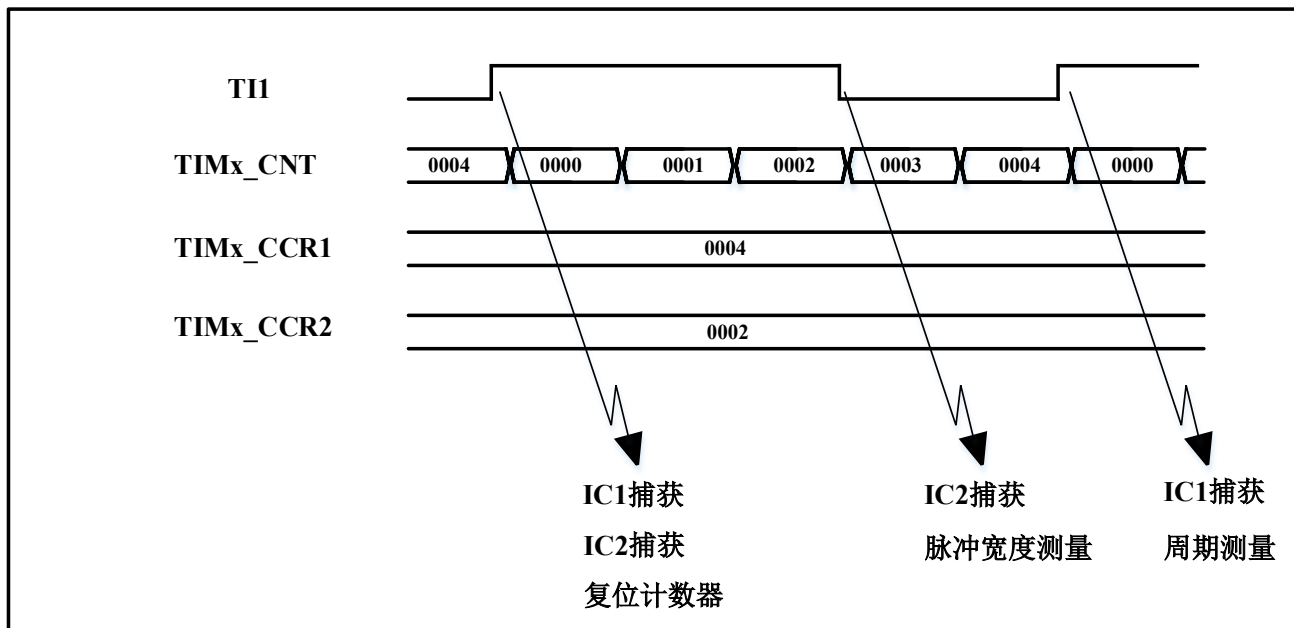 TI1
TIMx_CNT 0004 0000 0001 0002 0003 0004 0000
TIMx_CCR1 0004
TIMx_CCR2 0002
IC1捕获
IC2捕获
复位计数器
IC2捕获
脉冲宽度测量
IC1捕获
周期测量